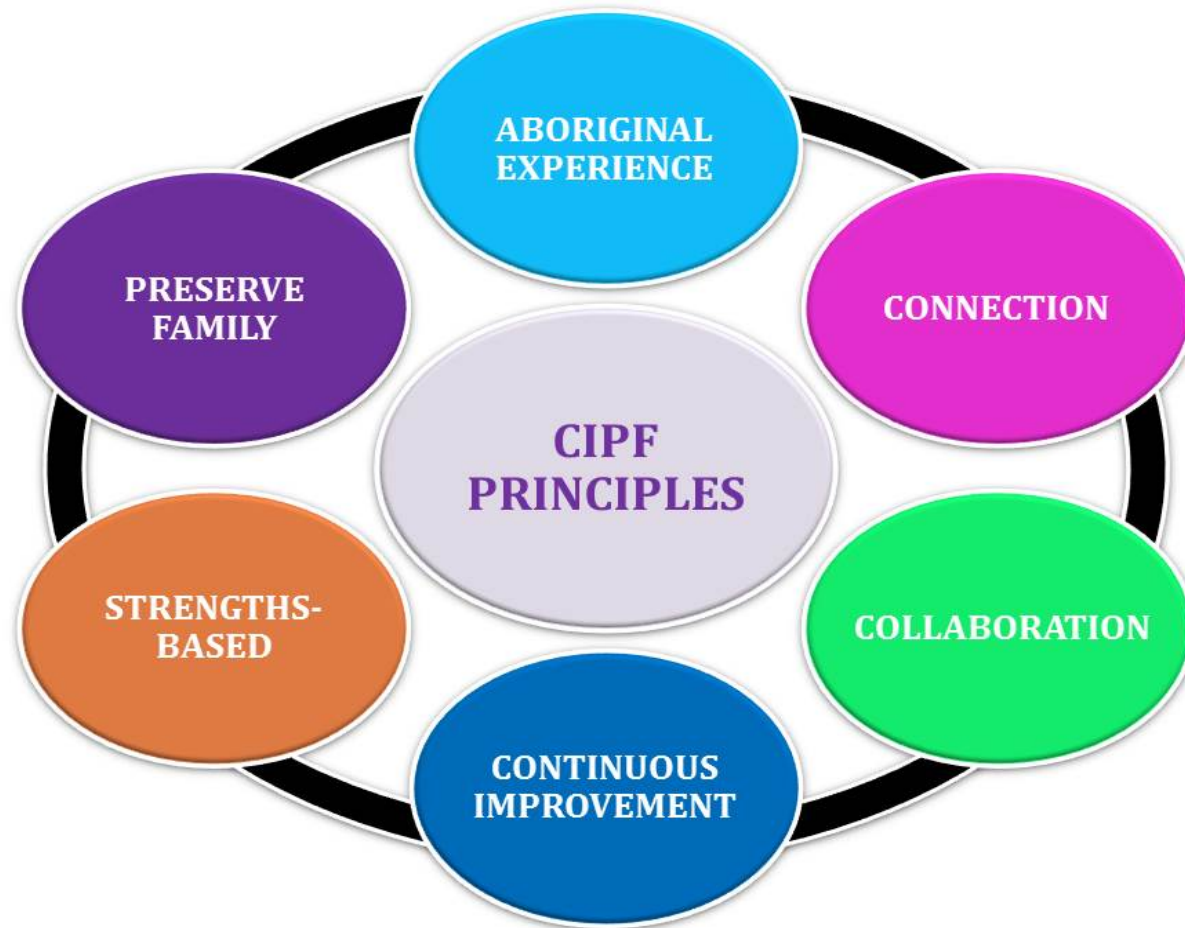 ABORIGINAL
EXPERIENCE
CONNECTION
COLLABORATION
CONTINUOUS
IMPROVEMENT
STRENGTHS-
BASED
PRESERVE
FAMILY
CIPF
PRINCIPLES